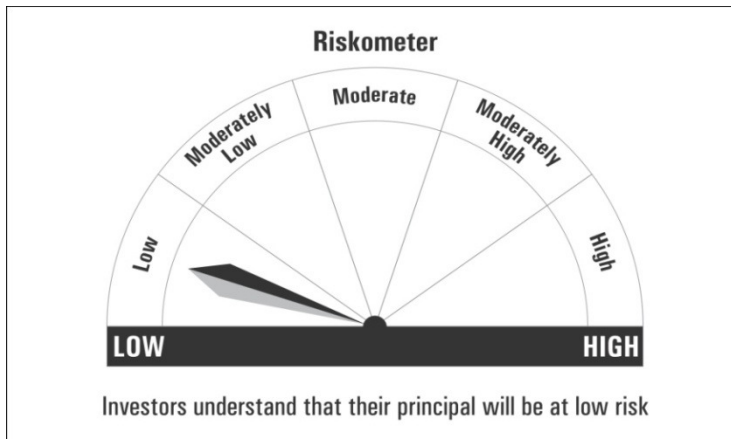 Riskometer
Low
Moderately
Low
Moderate
Moderately
High
High
LOW
HIGH
Investors understand that their principal will be at low risk